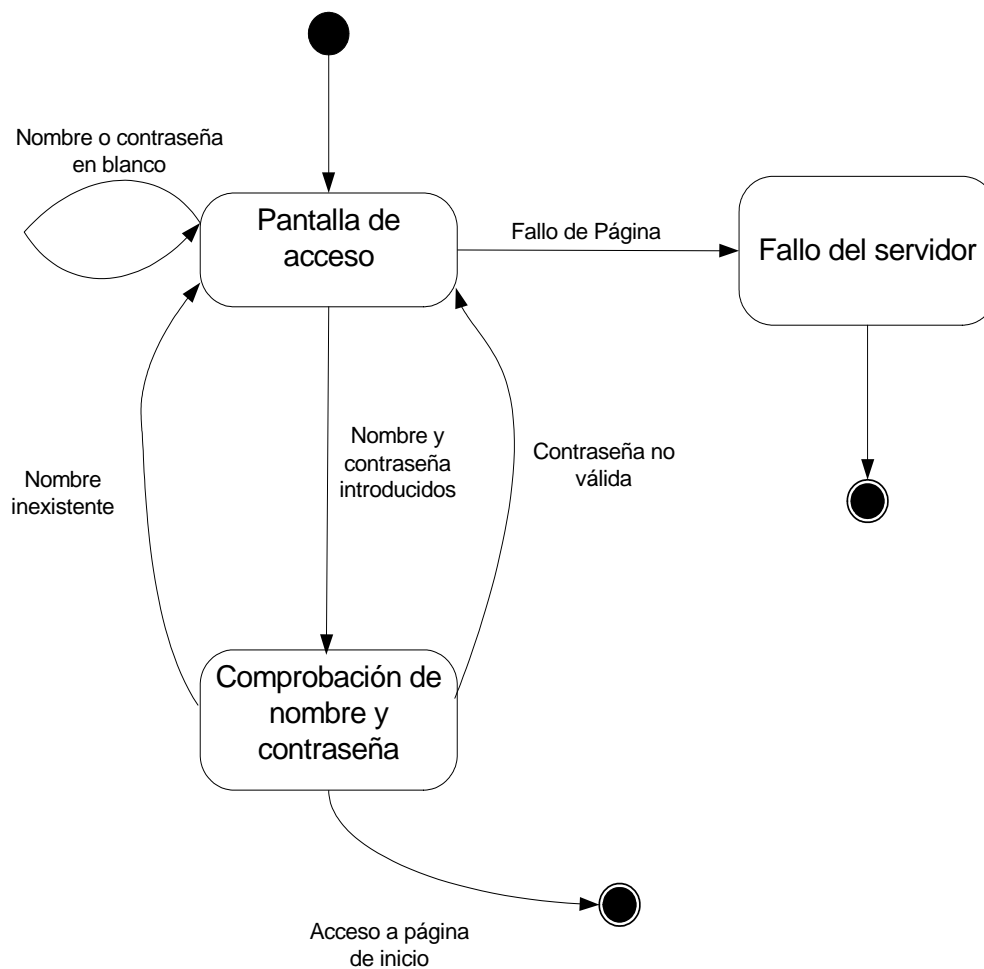 Nombre o contraseña
en blanco
Pantalla de
acceso
Fallo de Página
Fallo del servidor
Nombre y
contraseña
introducidos
Contraseña no
válida
Nombre
inexistente
Comprobación de
nombre y
contraseña
Acceso a página
de inicio